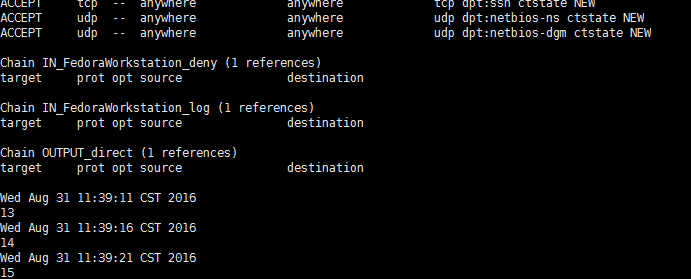 ACCEPT     tcp  --  anywhere             anywhere             tcp dpt:ssh ctstate NEW
ACCEPT     udp  --  anywhere             anywhere             udp dpt:netbios-ns ctstate NEW
ACCEPT     udp  --  anywhere             anywhere             udp dpt:netbios-dgm ctstate NEW
Chain IN_FedoraWorkstation_deny (1 references)
target     prot opt source               destination
Chain IN_FedoraWorkstation_log (1 references)
target     prot opt source               destination
Chain OUTPUT_direct (1 references)
target     prot opt source               destination
Wed Aug 31 11:39:11 CST 2016
13
Wed Aug 31 11:39:16 CST 2016
14
Wed Aug 31 11:39:21 CST 2016
15